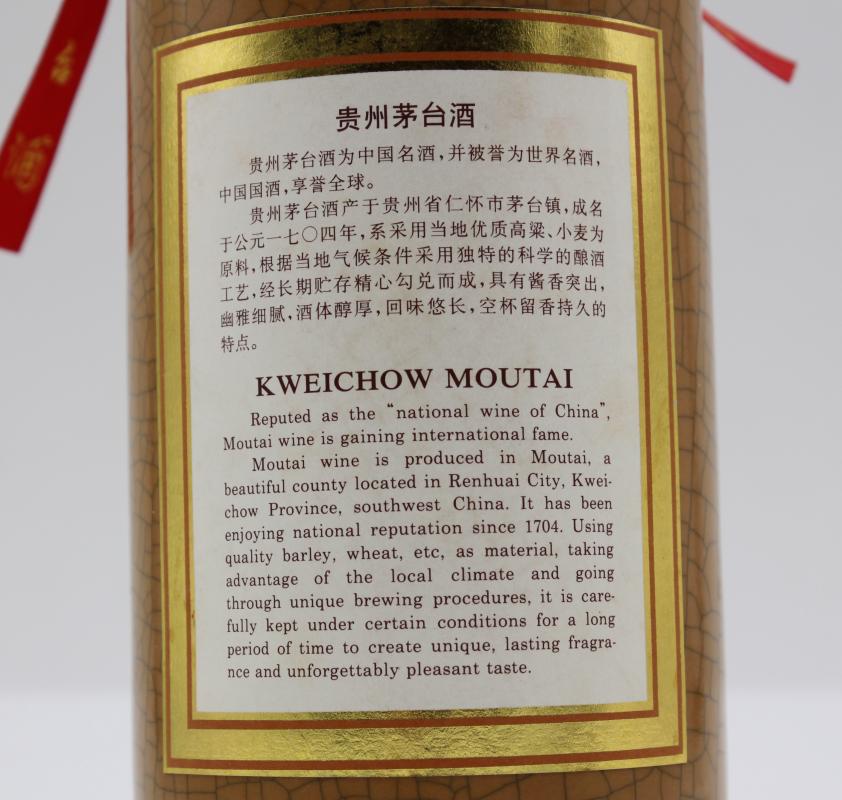 贵州茅台酒
贵州茅台酒为中国名酒,并被誉为世界名酒,
中国国酒,享誉全球。
贵州茅台酒产于贵州省仁怀市茅台镇,成名
于公元一七〇四年,系采用当地优质高粱、小麦为
原料,根据当地气候条件采用独特的科学的酿酒
工艺,经长期贮存精心勾兑而成,具有酱香突出,
幽雅细腻,酒体醇厚,回味悠长,空杯留香持久的
特点。
KWEICHOW MOUTAI
Reputed as the “national wine of China”,
Moutai wine is gaining international fame.
Moutai wine is produced in Moutai, a
beautiful county located in Renhuai City, Kwei-
chow Province, southwest China. It has been
enjoying national reputation since 1704. Using
quality barley, wheat, etc, as material, taking
advantage of the local climate and going
through unique brewing procedures, it is care-
fully kept under certain conditions for a long
period of time to create unique, lasting fragra-
nce and unforgettably pleasant taste.